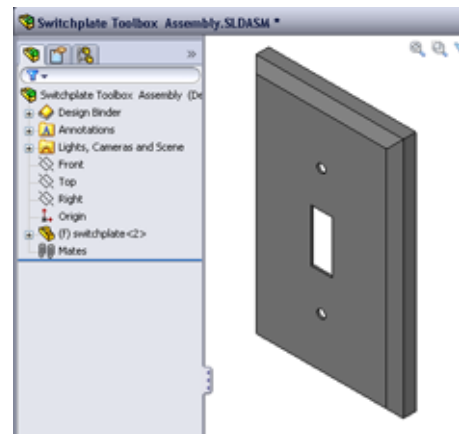 Switchplate Toolbox Assembly.SLDASM *
Switchplate Toolbox Assembly (De
Design Binder
Annotations
Lights, Cameras and Scene
Front
Top
Right
Origin
(f) switchplate<2>
Mates